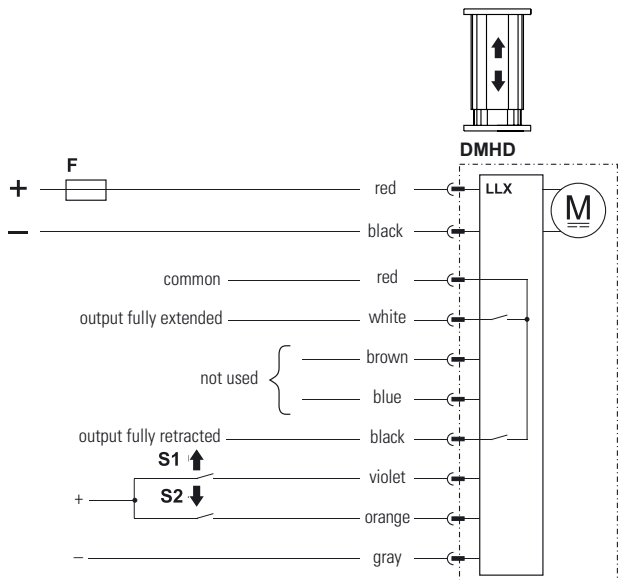 DMHD
F
+ red LLX
M
− black
common red
output fully extended white
brown
not used
blue
output fully retracted black
S1
violet
S2
+
orange
− gray